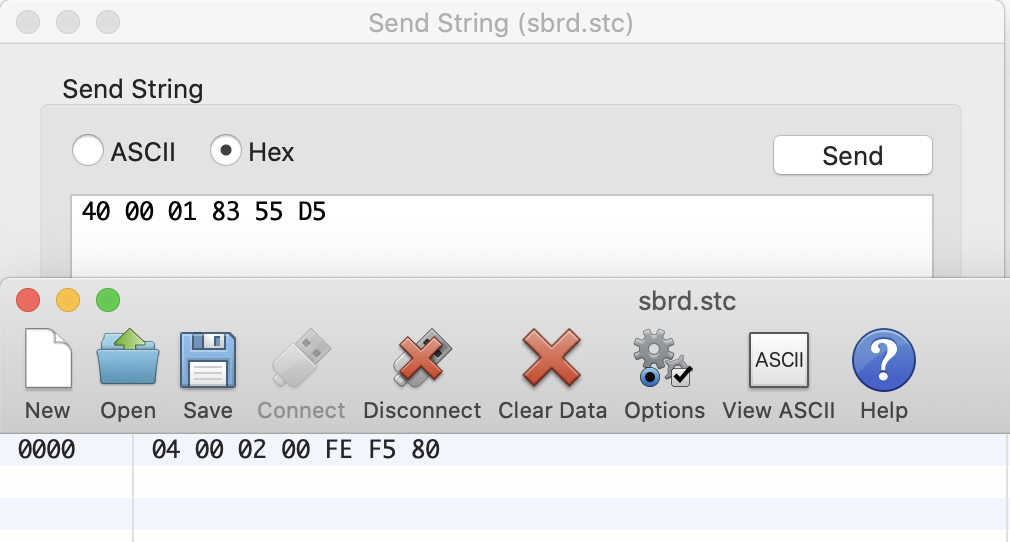 Send String (sbrd.stc)
Send String
ASCII Hex Send
40 00 01 83 55 D5
sbrd.stc
ASCII
New Open Save Connect Disconnect Clear Data Options View ASCII Help
0000 04 00 02 00 FE F5 80